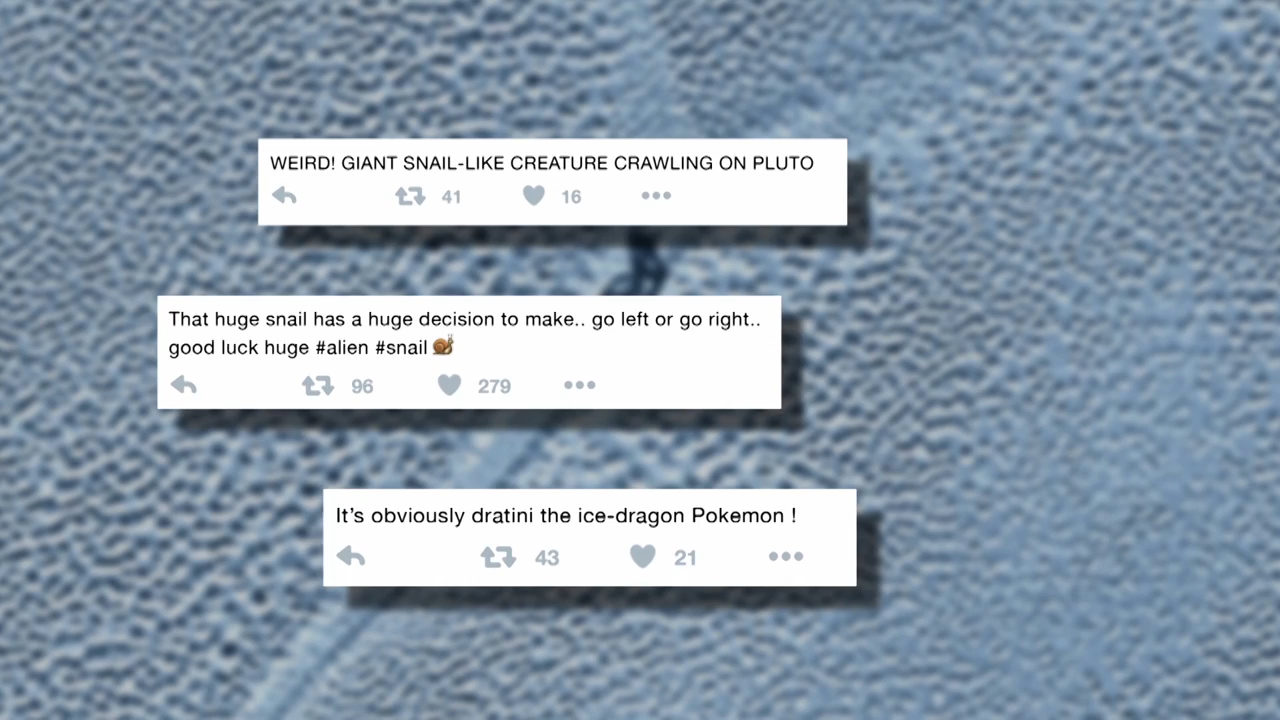 WEIRD! GIANT SNAIL-LIKE CREATURE CRAWLING ON PLUTO
41 16
That huge snail has a huge decision to make.. go left or go right..
good luck huge #alien #snail 🐌
96 279
It’s obviously dratini the ice-dragon Pokemon !
43 21